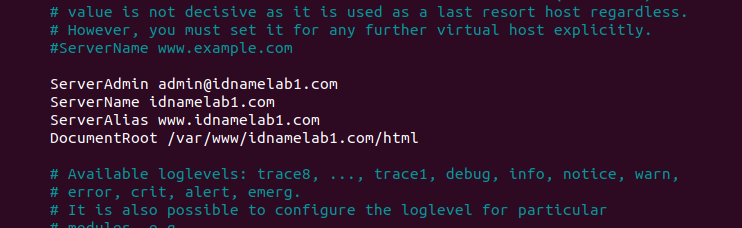 # value is not decisive as it is used as a last resort host regardless.
# However, you must set it for any further virtual host explicitly.
#ServerName www.example.com
ServerAdmin admin@idnamelab1.com
ServerName idnamelab1.com
ServerAlias www.idnamelab1.com
DocumentRoot /var/www/idnamelab1.com/html
# Available loglevels: trace8, ..., trace1, debug, info, notice, warn,
# error, crit, alert, emerg.
# It is also possible to configure the loglevel for particular
# modules, e.g.